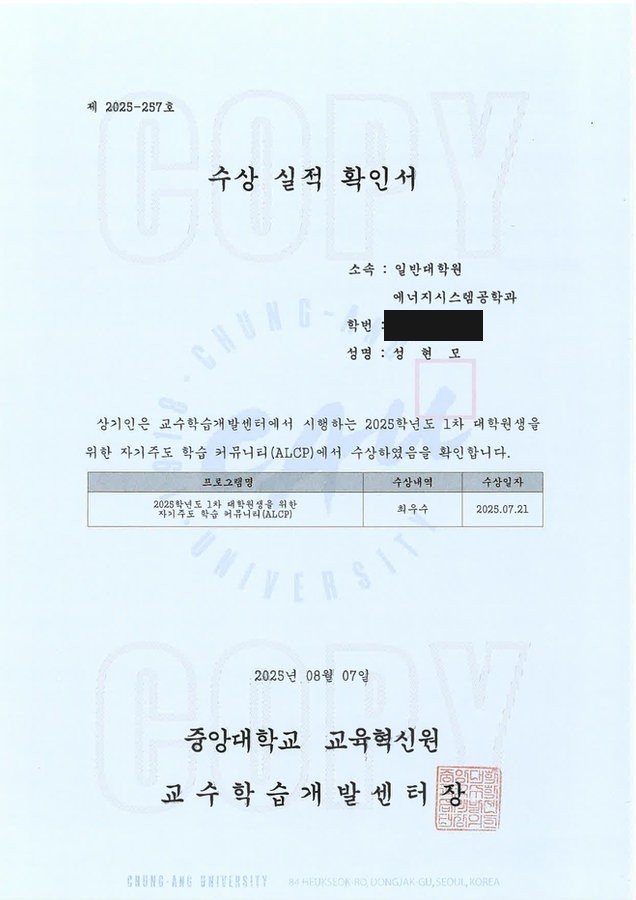 제 2025-257호
수상 실적 확인서
소속 : 일반대학원
에너지시스템공학과
학번 :
성명 : 성 현 모
상기인은 교수학습개발센터에서 시행하는 2025학년도 1차 대학원생을
위한 자기주도 학습 커뮤니티(ALCP)에서 수상하였음을 확인합니다.
프로그램명 수상내역 수상일자
2025학년도 1차 대학원생을 위한
자기주도 학습 커뮤니티(ALCP) 최우수 2025.07.21
2025년 08월 07일
중앙대학교 교육혁신원
교수학습개발센터장
COPY
CHUNG-ANG UNIVERSITY
1918
cau
COPY
CHUNG-ANG UNIVERSITY 84 HEUKSEOK-RO, DONGJAK-GU, SEOUL, KOREA